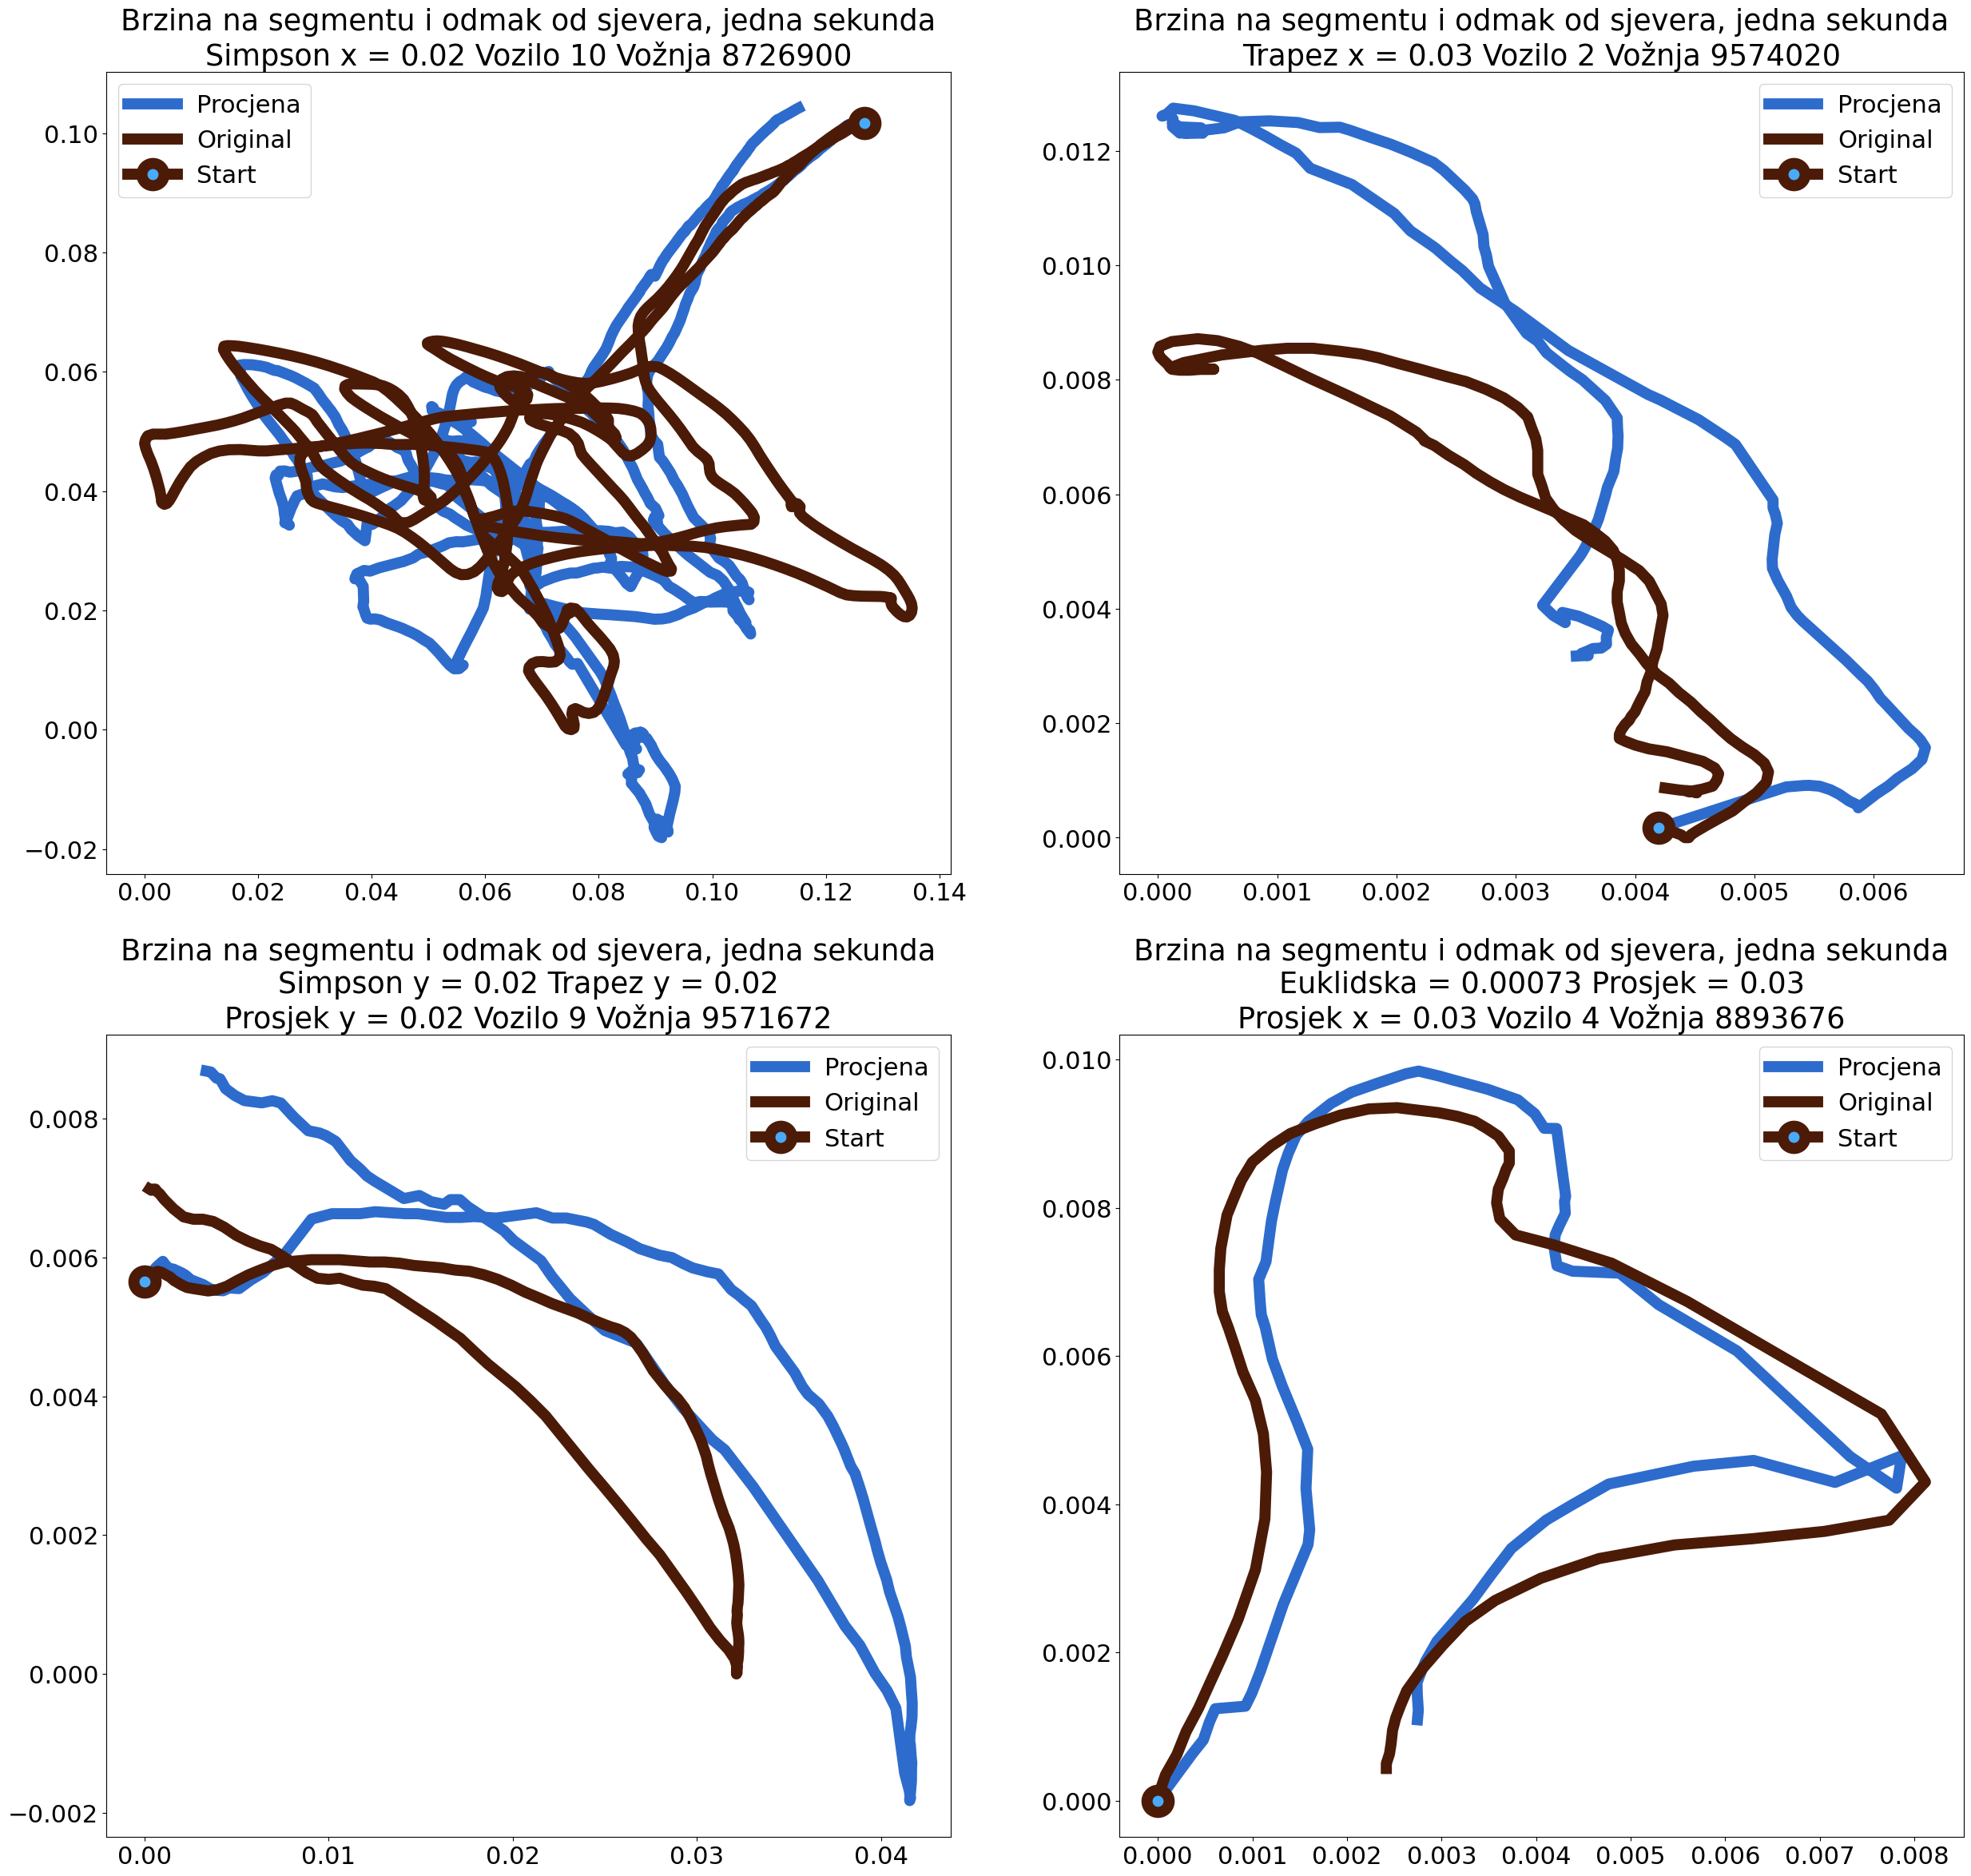 Brzina na segmentu i odmak od sjevera, jedna sekunda
Simpson x = 0.02 Vozilo 10 Vožnja 8726900
Procjena
Original
Start
0.10
0.08
0.06
0.04
0.02
0.00
−0.02
0.00 0.02 0.04 0.06 0.08 0.10 0.12 0.14
Brzina na segmentu i odmak od sjevera, jedna sekunda
Trapez x = 0.03 Vozilo 2 Vožnja 9574020
Procjena
Original
Start
0.012
0.010
0.008
0.006
0.004
0.002
0.000
0.000 0.001 0.002 0.003 0.004 0.005 0.006
Brzina na segmentu i odmak od sjevera, jedna sekunda
Simpson y = 0.02 Trapez y = 0.02
Prosjek y = 0.02 Vozilo 9 Vožnja 9571672
Procjena
Original
Start
0.008
0.006
0.004
0.002
0.000
−0.002
0.00 0.01 0.02 0.03 0.04
Brzina na segmentu i odmak od sjevera, jedna sekunda
Euklidska = 0.00073 Prosjek = 0.03
Prosjek x = 0.03 Vozilo 4 Vožnja 8893676
Procjena
Original
Start
0.010
0.008
0.006
0.004
0.002
0.000
0.000 0.001 0.002 0.003 0.004 0.005 0.006 0.007 0.008